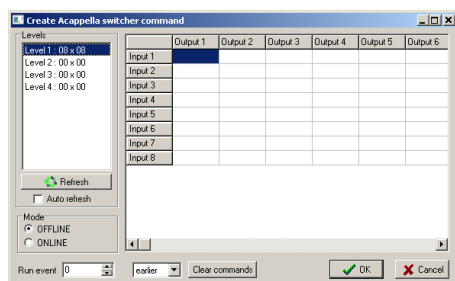 Create Acappella switcher command
Levels
Level 1 : 08 x 08
Level 2 : 00 x 00
Level 3 : 00 x 00
Level 4 : 00 x 00
Output 1 Output 2 Output 3 Output 4 Output 5 Output 6
Input 1
Input 2
Input 3
Input 4
Input 5
Input 6
Input 7
Input 8
Refresh
Auto refresh
Mode
OFFLINE
ONLINE
Run event 0 earlier Clear commands OK Cancel